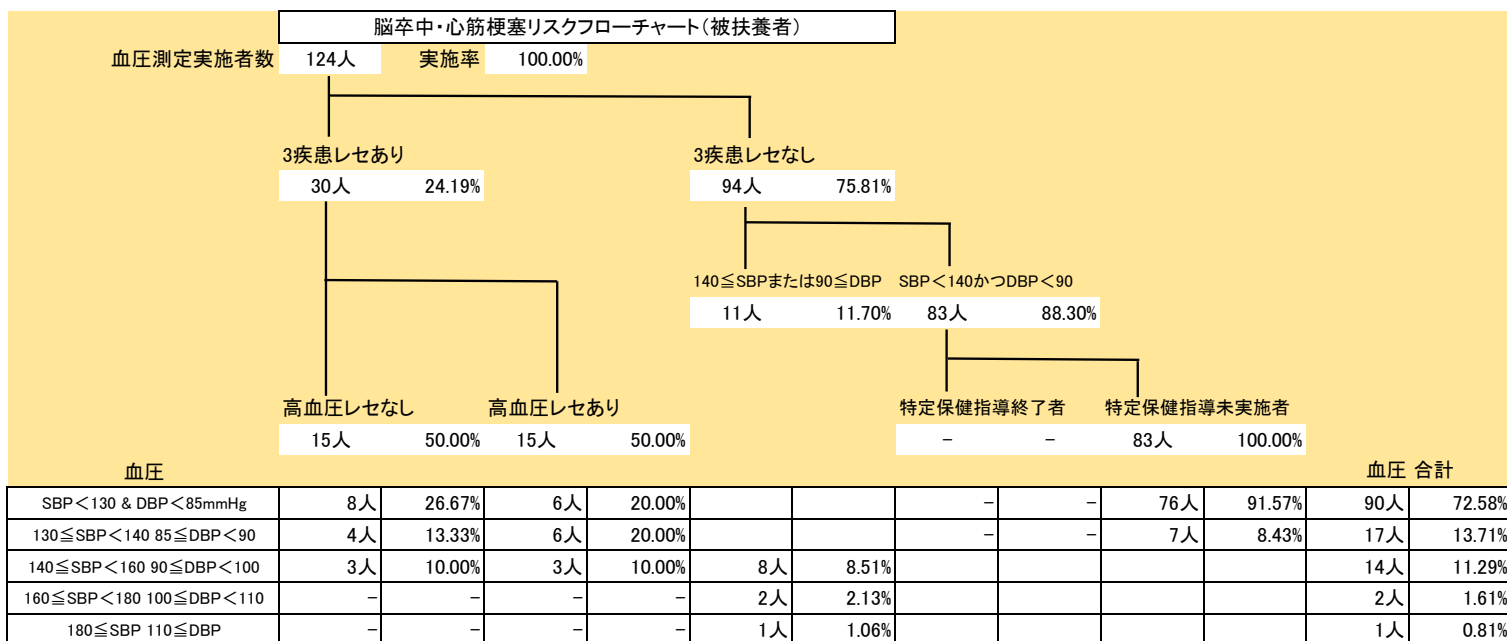 脳卒中・心筋梗塞リスクフローチャート(被扶養者)
血圧測定実施者数 124人 実施率 100.00%
3疾患レセあり 3疾患レセなし
30人 24.19% 94人 75.81%
140≦SBPまたは90≦DBP SBP<140かつDBP<90
11人 11.70% 83人 88.30%
高血圧レセなし 高血圧レセあり 特定保健指導終了者 特定保健指導未実施者
15人 50.00% 15人 50.00% - - 83人 100.00%
血圧 血圧 合計
SBP<130 & DBP<85mmHg 8人 26.67% 6人 20.00% - - 76人 91.57% 90人 72.58%
130≦SBP<140 85≦DBP<90 4人 13.33% 6人 20.00% - - 7人 8.43% 17人 13.71%
140≦SBP<160 90≦DBP<100 3人 10.00% 3人 10.00% 8人 8.51% 14人 11.29%
160≦SBP<180 100≦DBP<110 - - - - 2人 2.13% 2人 1.61%
180≦SBP 110≦DBP - - - - 1人 1.06% 1人 0.81%